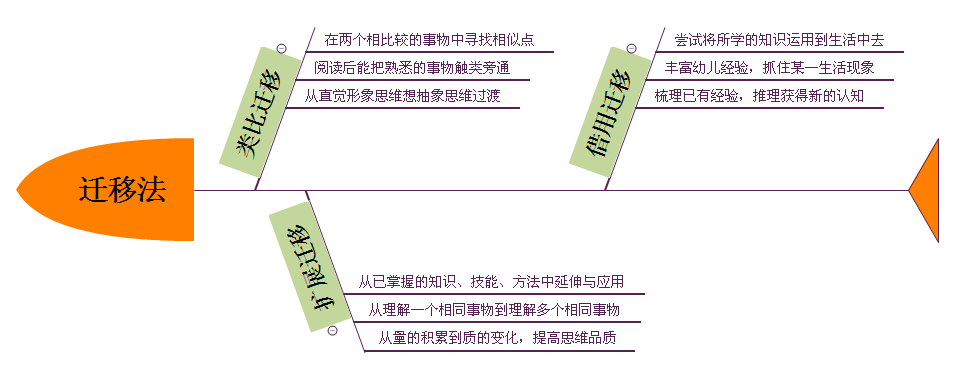 迁移法
类比迁移
在两个相比较的事物中寻找相似点
阅读后能把熟悉的事物触类旁通
从直觉形象思维想抽象思维过渡
借用迁移
尝试将所学的知识运用到生活中去
丰富幼儿经验，抓住某一生活现象
梳理已有经验，推理获得新的认知
扩展迁移
从已掌握的知识、技能、方法中延伸与应用
从理解一个相同事物到理解多个相同事物
从量的积累到质的变化，提高思维品质